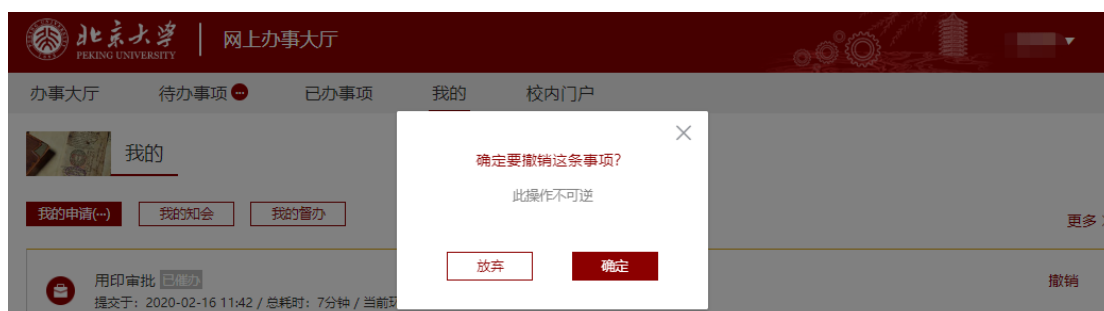 北京大学
PEKING UNIVERSITY
网上办事大厅
办事大厅 待办事项 已办事项 我的 校内门户
我的
确定要撤销这条事项?
此操作不可逆
我的申请(···) 我的知会 我的督办
更多
放弃 确定
用印审批 已催办
撤销
提交于: 2020-02-16 11:42 / 总耗时: 7分钟 / 当前环